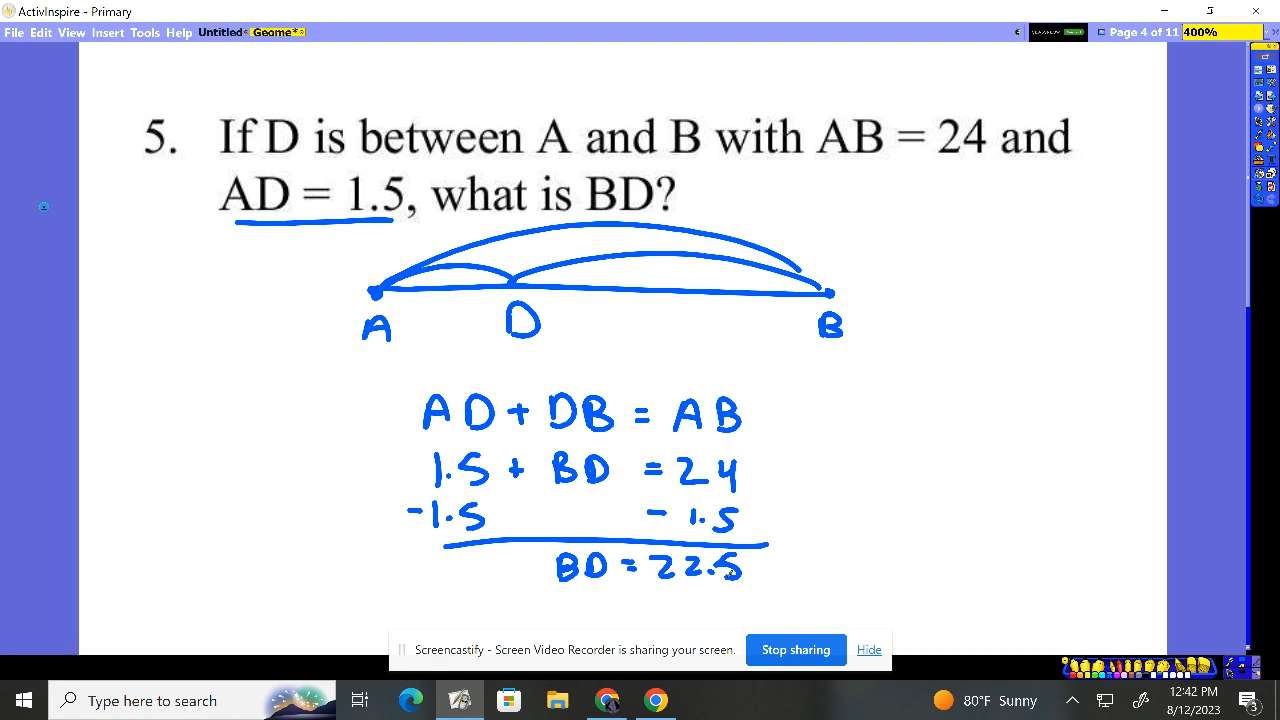 ActivInspire - Primary
File Edit View Insert Tools Help Untitled* Geome*
Page 4 of 11 400%
5. If D is between A and B with AB = 24 and
AD = 1.5, what is BD?
A D B
AD + DB = AB
1.5 + BD = 24
-1.5 - 1.5
BD = 22.5
Screencastify - Screen Video Recorder is sharing your screen. Stop sharing Hide
Type here to search
80°F Sunny
12:42 PM
8/12/2023
3